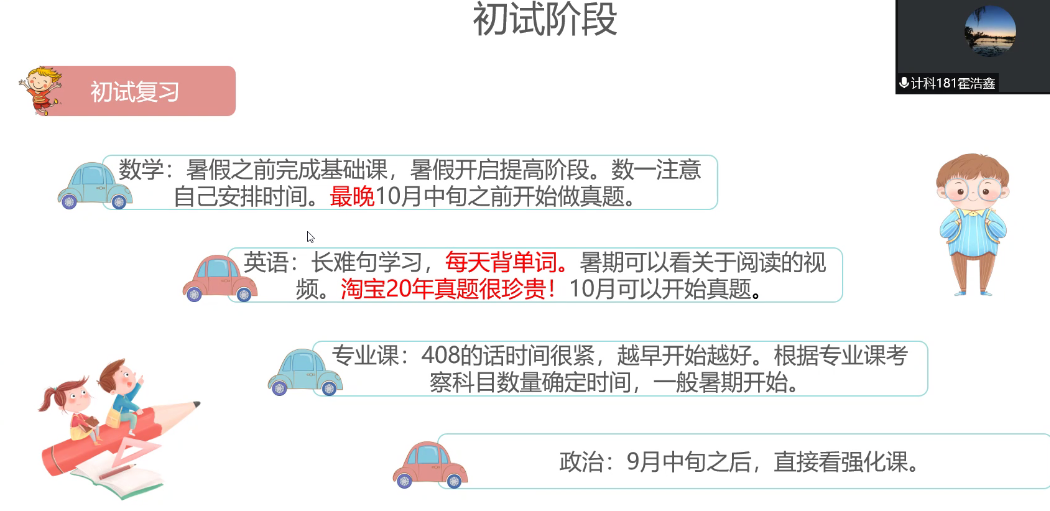 初试阶段
计科181霍浩鑫
初试复习
数学：暑假之前完成基础课，暑假开启提高阶段。数一注意
自己安排时间。最晚10月中旬之前开始做真题。
英语：长难句学习，每天背单词。暑期可以看关于阅读的视
频。淘宝20年真题很珍贵！10月可以开始真题。
专业课：408的话时间很紧，越早开始越好。根据专业课考
察科目数量确定时间，一般暑期开始。
政治：9月中旬之后，直接看强化课。